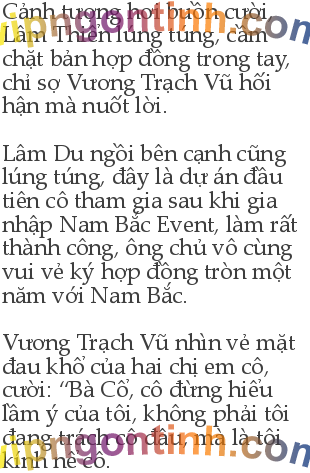 Cảnh tượng hơi buồn cười,
Lâm Thiển lúng túng, cầm
chặt bản hợp đồng trong tay,
chỉ sợ Vương Trạch Vũ hối
hận mà nuốt lời.
Lâm Du ngồi bên cạnh cũng
lúng túng, đây là dự án đầu
tiên cô tham gia sau khi gia
nhập Nam Bắc Event, làm rất
thành công, ông chủ vô cùng
vui vẻ ký hợp đồng tròn một
năm với Nam Bắc.
Vương Trạch Vũ nhìn vẻ mặt
đau khổ của hai chị em cô,
cười: “Bà Cố, cô đừng hiểu
lầm ý của tôi, không phải tôi
đang trách cô đâu, mà là tôi
kính nể cô.
vipngontinh.com
vipngontinh.com